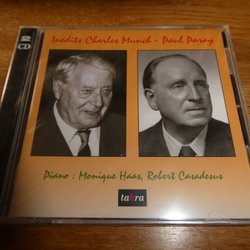 2 CD
Inédits Charles Munch - Paul Paray
Piano : Monique Haas, Robert Casadesus
tahra